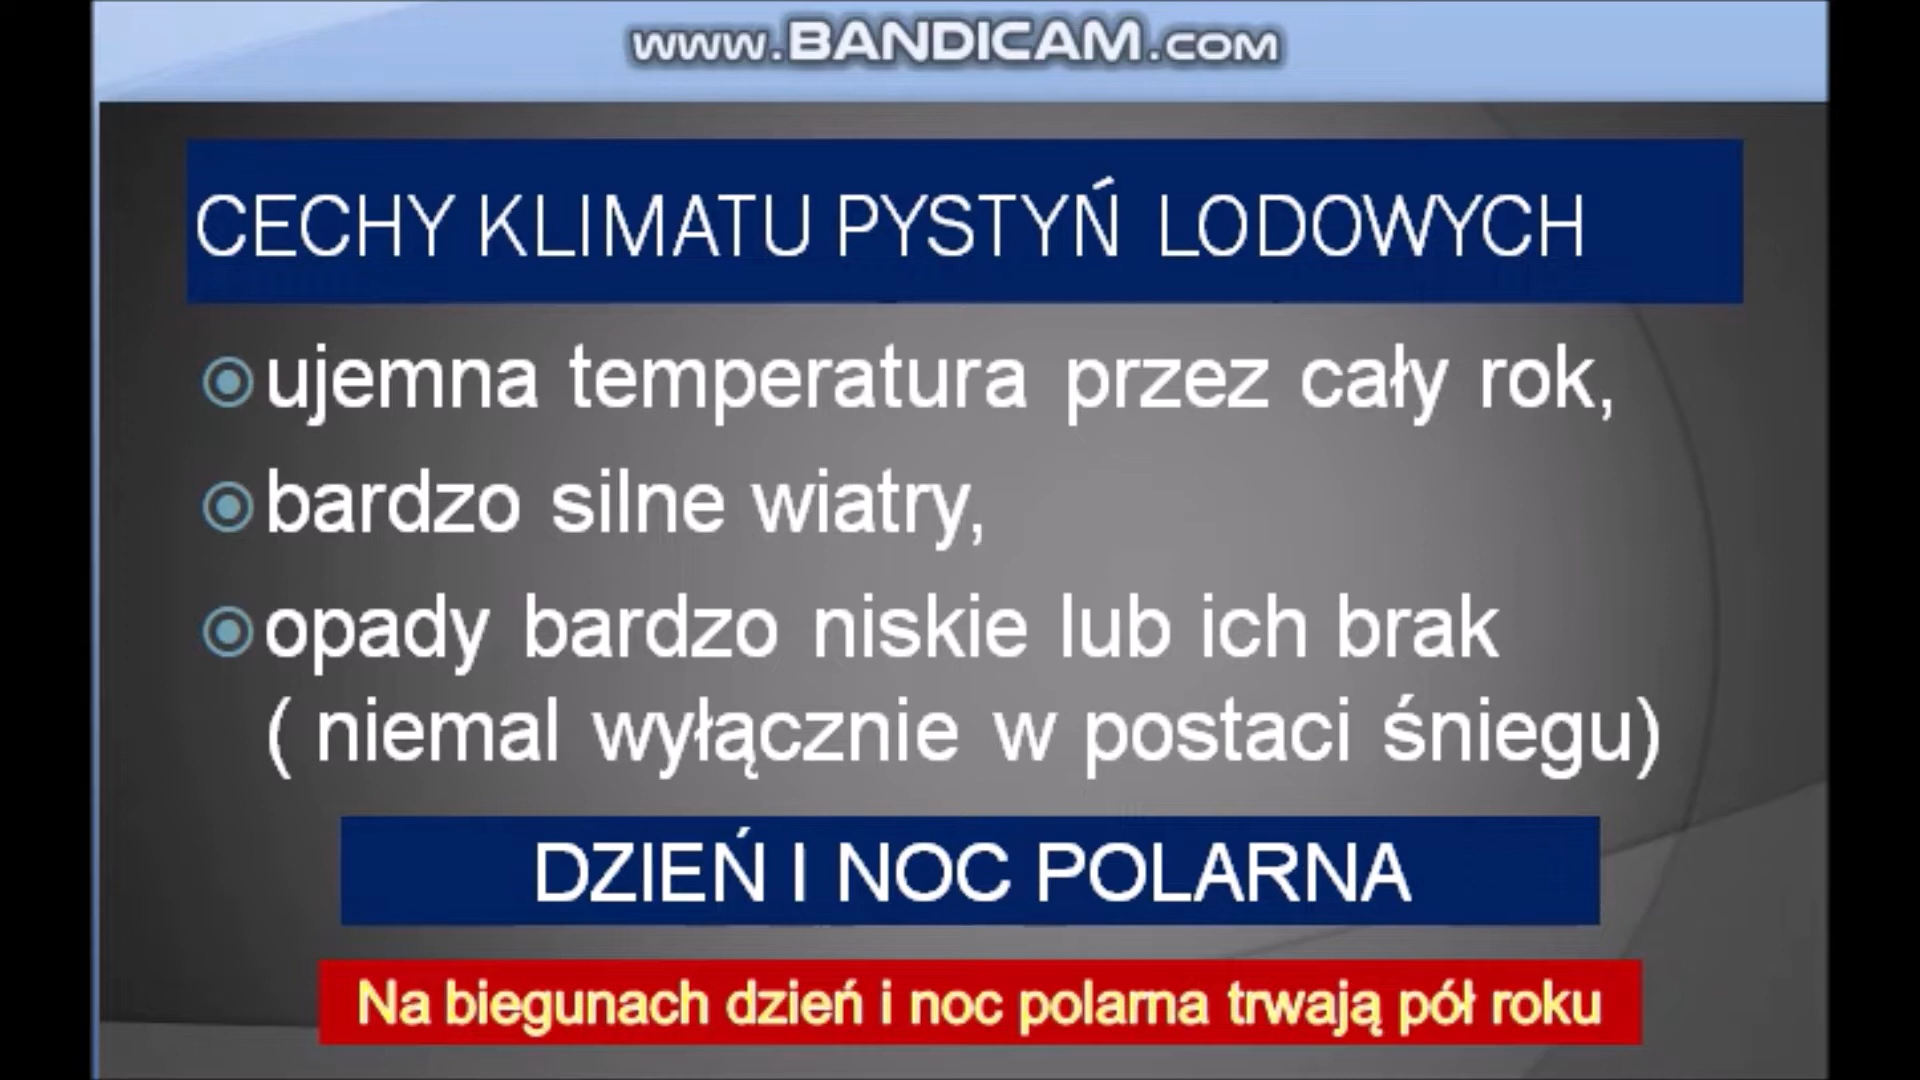 www.BANDICAM.com
CECHY KLIMATU PYSTYŃ LODOWYCH
ujemna temperatura przez cały rok,
bardzo silne wiatry,
opady bardzo niskie lub ich brak
( niemal wyłącznie w postaci śniegu)
DZIEŃ I NOC POLARNA
Na biegunach dzień i noc polarna trwają pół roku